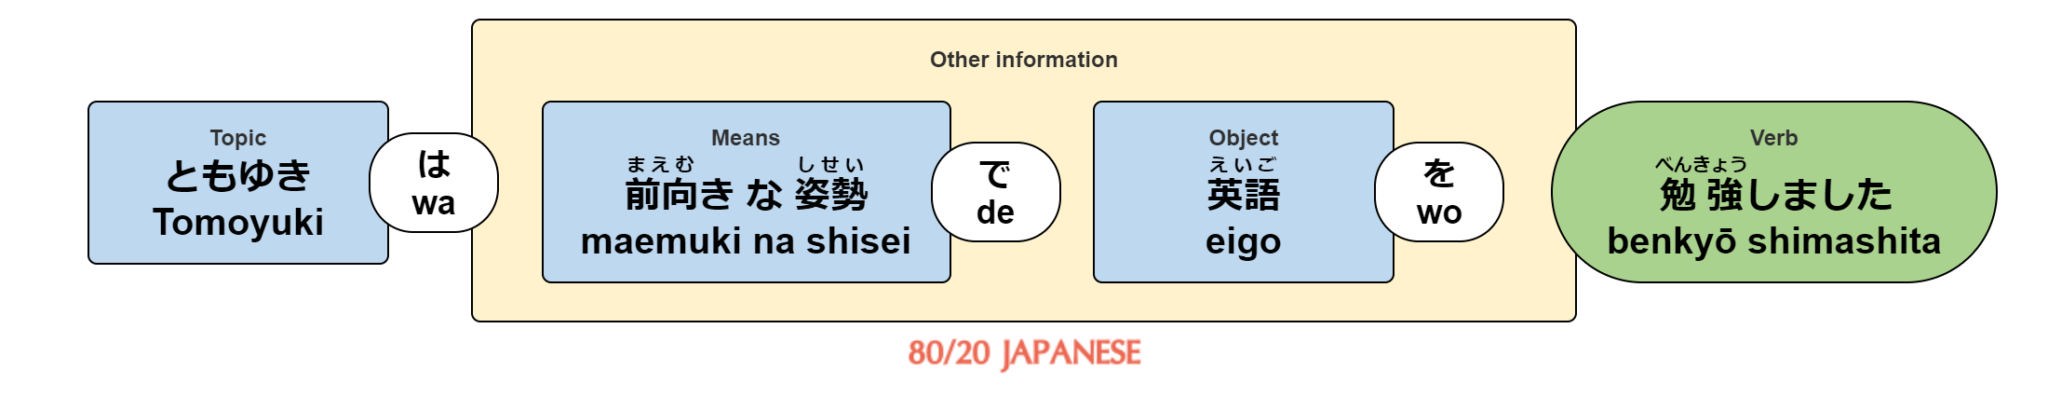 Other information
Topic
ともゆき
Tomoyuki
は
wa
Means
まえむ しせい
前向き な 姿勢
maemuki na shisei
で
de
Object
えいご
英語
eigo
を
wo
Verb
べんきょう
勉強しました
benkyō shimashita
80/20 JAPANESE